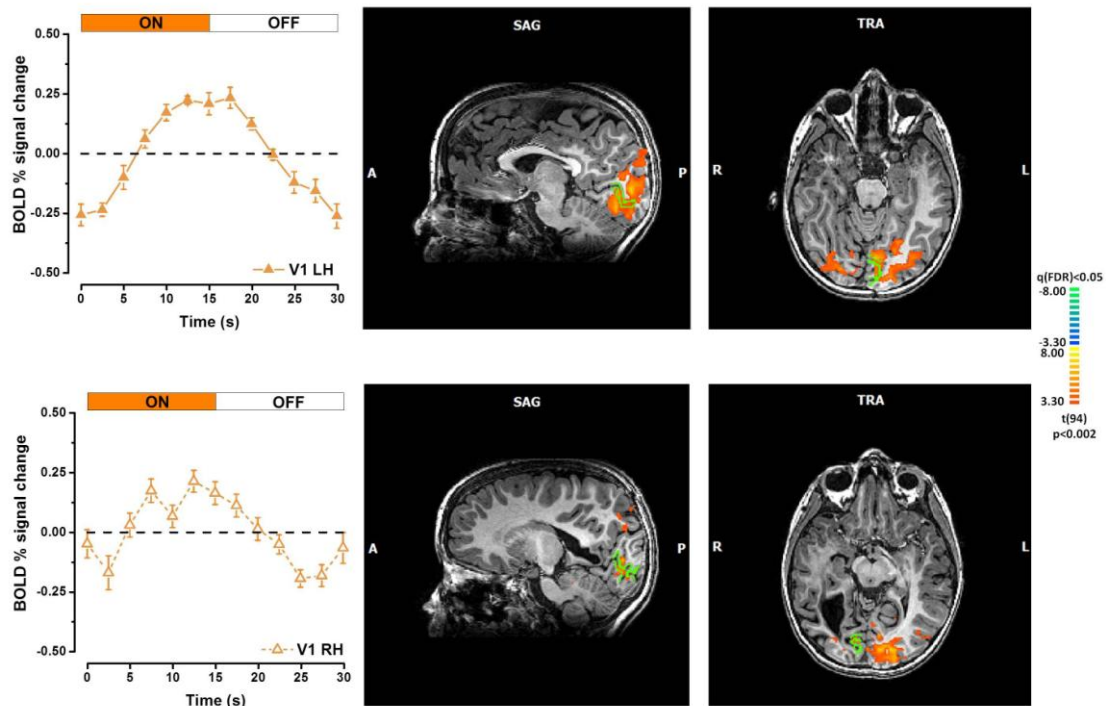 ON OFF
BOLD % signal change
0.50
0.25
0.00
-0.25
-0.50
V1 LH
0 5 10 15 20 25 30
Time (s)
SAG
A P
TRA
R L
q(FDR)<0.05
-8.00
-3.30
8.00
3.30
t(94)
p<0.002
ON OFF
BOLD % signal change
0.50
0.25
0.00
-0.25
-0.50
V1 RH
0 5 10 15 20 25 30
Time (s)
SAG
A P
TRA
R L